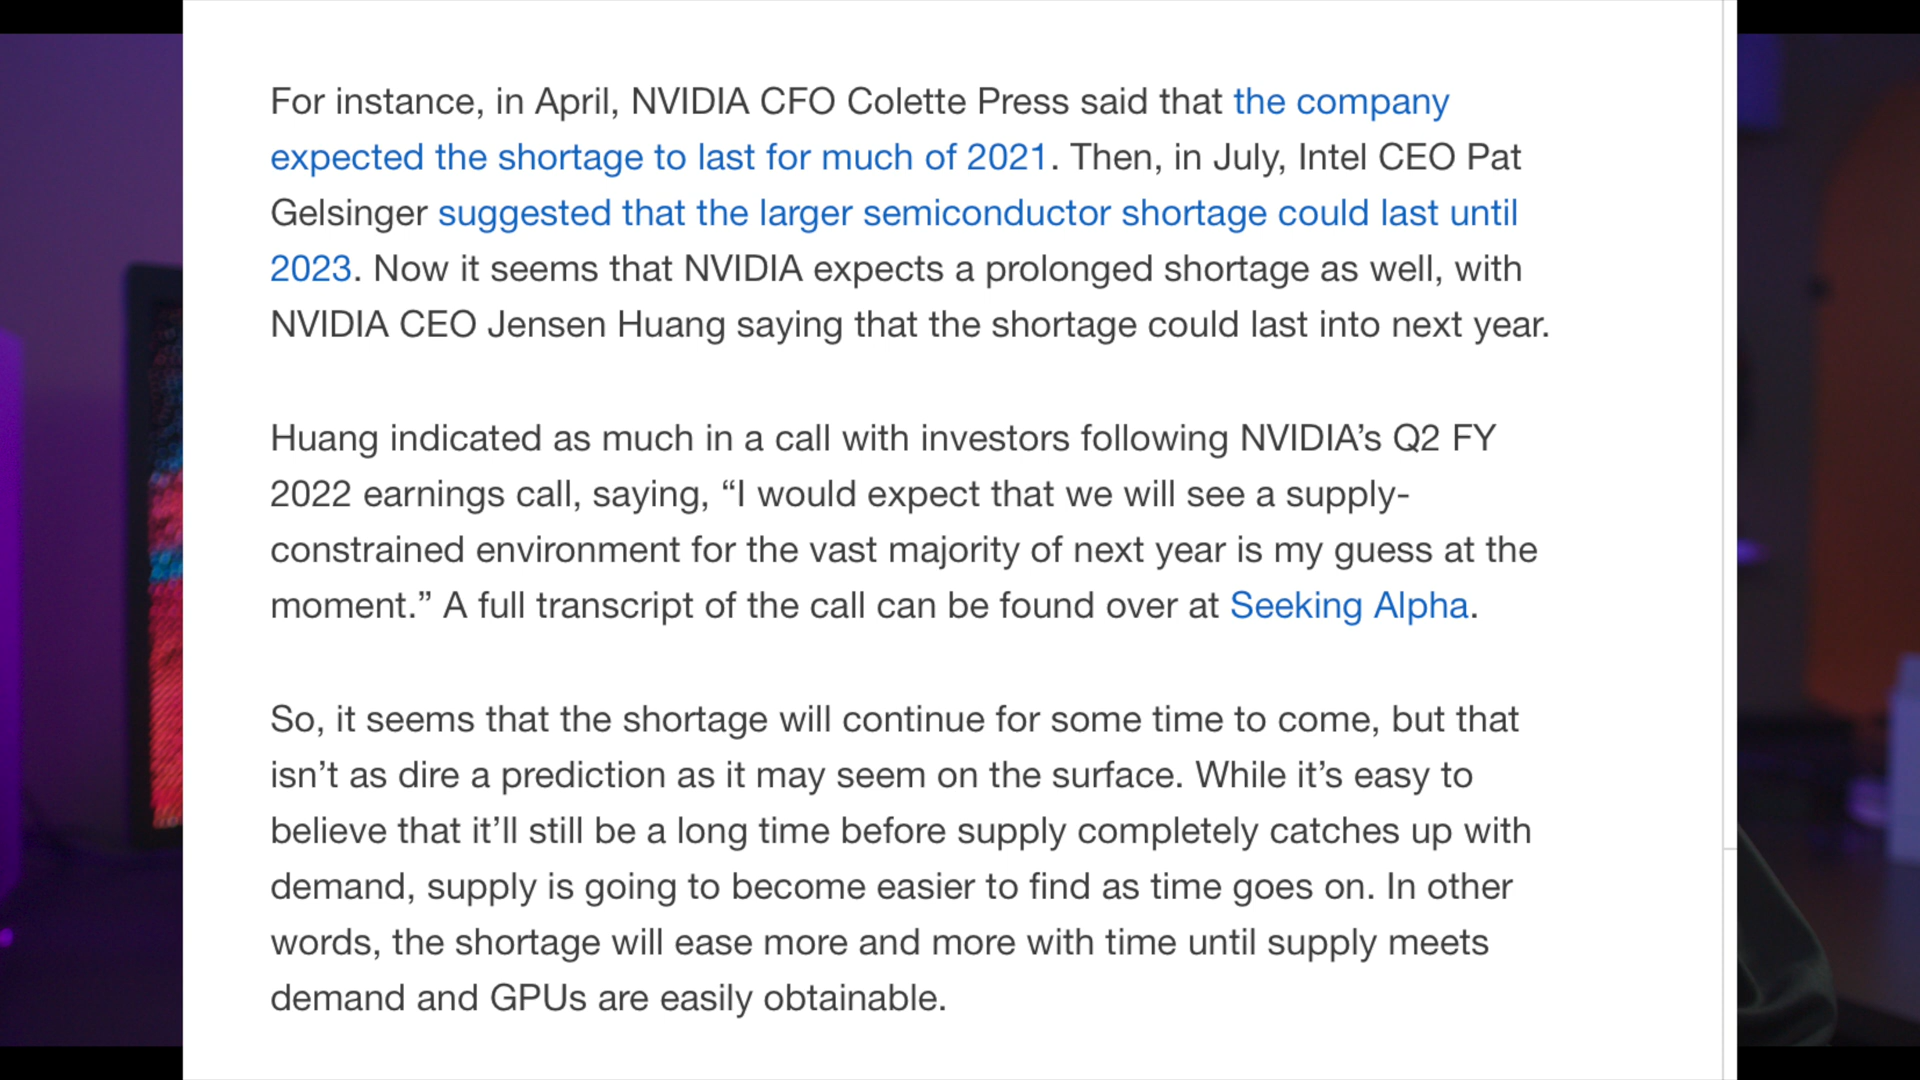 For instance, in April, NVIDIA CFO Colette Press said that the company
expected the shortage to last for much of 2021. Then, in July, Intel CEO Pat
Gelsinger suggested that the larger semiconductor shortage could last until
2023. Now it seems that NVIDIA expects a prolonged shortage as well, with
NVIDIA CEO Jensen Huang saying that the shortage could last into next year.
Huang indicated as much in a call with investors following NVIDIA’s Q2 FY
2022 earnings call, saying, “I would expect that we will see a supply-
constrained environment for the vast majority of next year is my guess at the
moment.” A full transcript of the call can be found over at Seeking Alpha.
So, it seems that the shortage will continue for some time to come, but that
isn’t as dire a prediction as it may seem on the surface. While it’s easy to
believe that it’ll still be a long time before supply completely catches up with
demand, supply is going to become easier to find as time goes on. In other
words, the shortage will ease more and more with time until supply meets
demand and GPUs are easily obtainable.